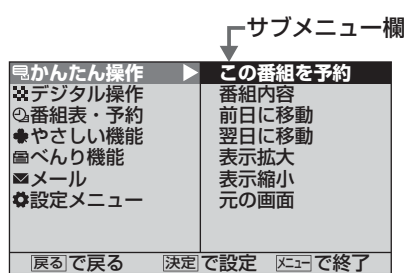 サブメニュー欄
かんたん操作
デジタル操作
番組表・予約
やさしい機能
べんり機能
メール
設定メニュー
この番組を予約
番組内容
前日に移動
翌日に移動
表示拡大
表示縮小
元の画面
戻るで戻る 決定で設定 メニューで終了